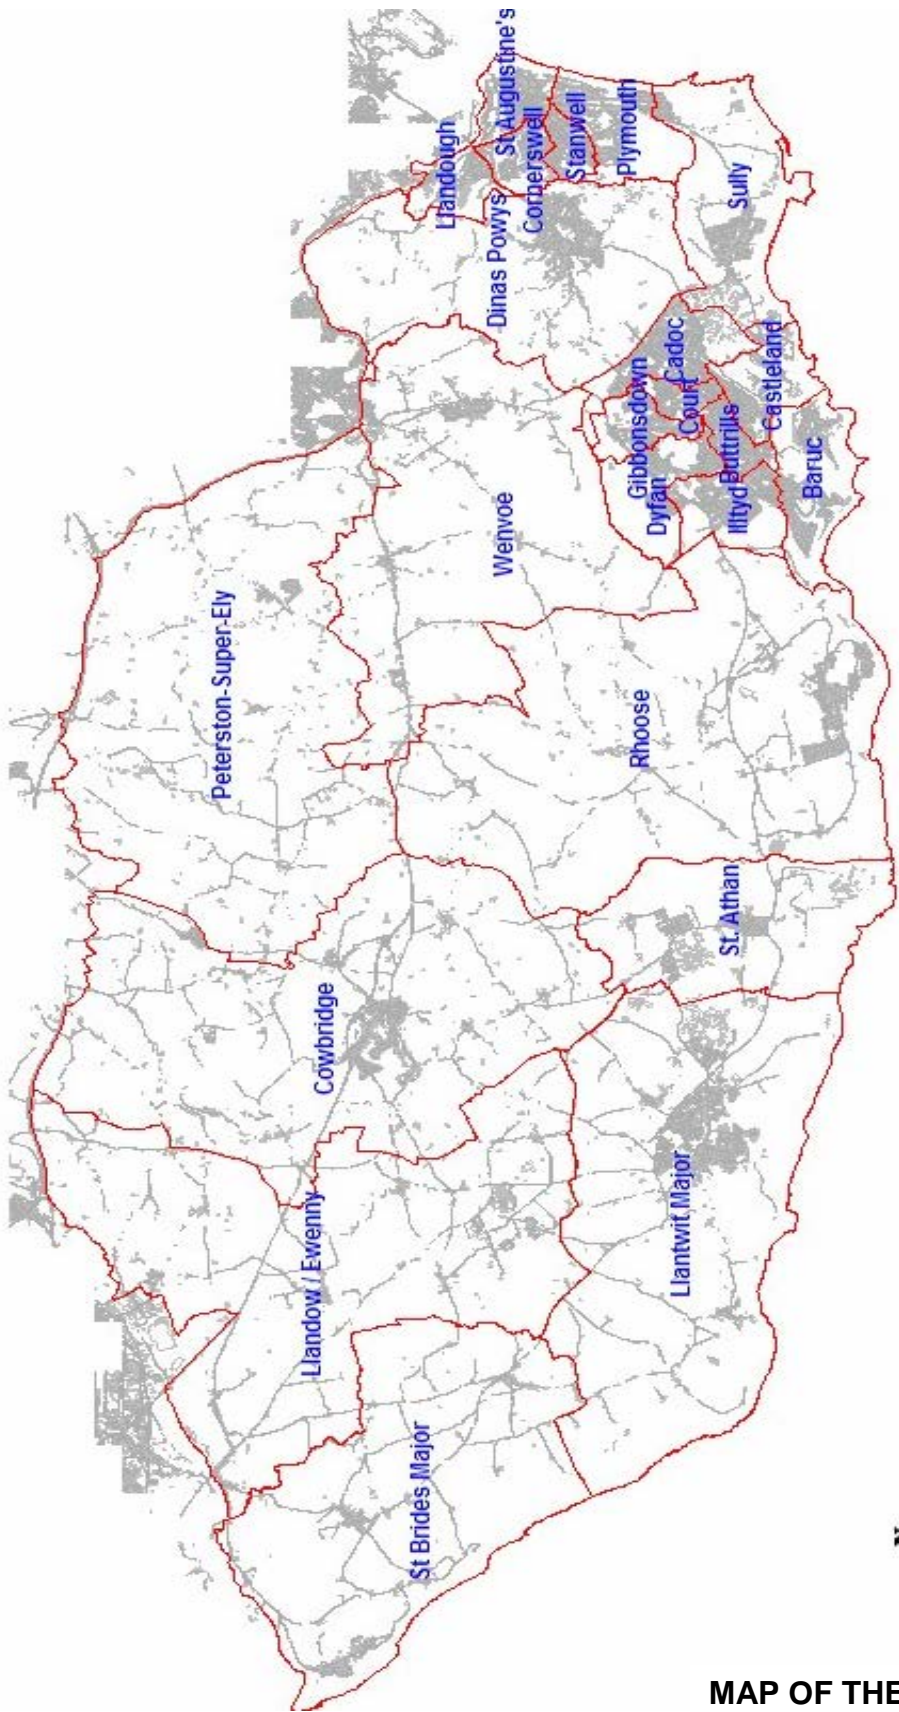 St Augustine's
Llandough
Cornerswell
Stanwell
Plymouth
Dinas Powys
Sully
Cadoc
Castleland
Gibbonsdown
Court
Buttrills
Dyfan
Illtyd
Baruc
Wenvoe
Peterston-Super-Ely
Rhoose
St. Athan
Cowbridge
Llantwit Major
Llandow / Ewenny
St Brides Major
MAP OF THE